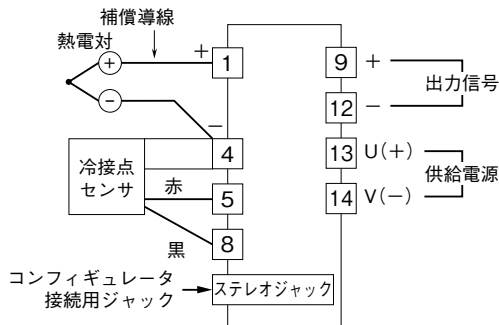 補償導線
熱電対
+
+
1
−
−
4
冷接点
センサ
赤
5
黒
8
コンフィギュレータ
接続用ジャック
ステレオジャック
9
+
出力信号
12
−
13
U(+)
供給電源
14
V(−)